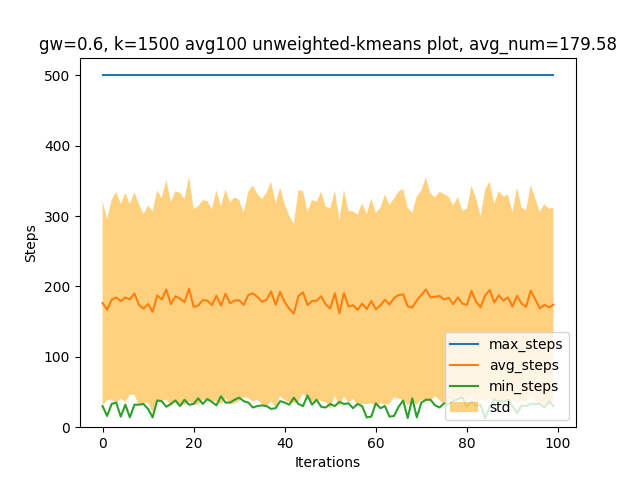 gw=0.6, k=1500 avg100 unweighted-kmeans plot, avg_num=179.58
500
400
300
200
100
0
Steps
max_steps
avg_steps
min_steps
std
0 20 40 60 80 100
Iterations